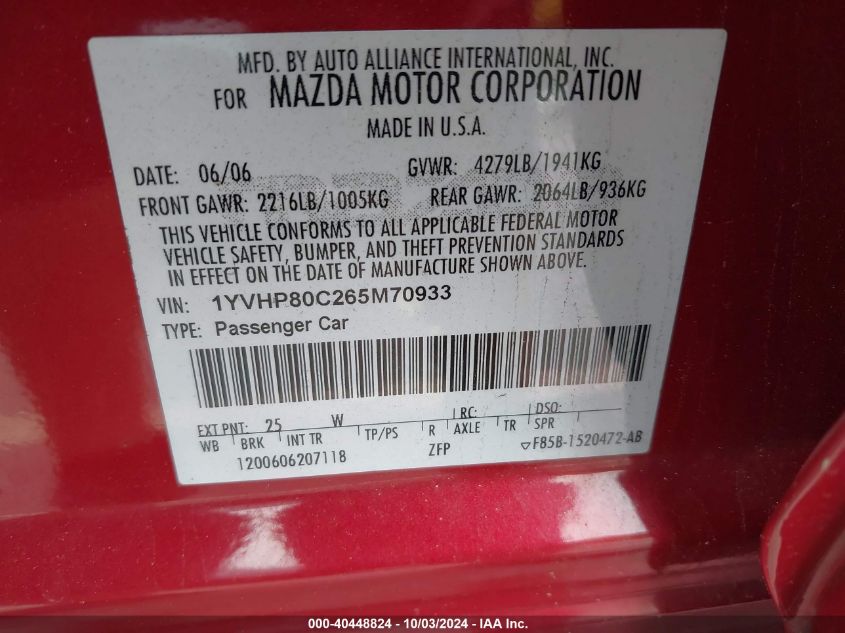 MFD. BY AUTO ALLIANCE INTERNATIONAL, INC.
FOR MAZDA MOTOR CORPORATION
MADE IN U.S.A.
DATE: 06/06 GVWR: 4279LB/1941KG
FRONT GAWR: 2216LB/1005KG REAR GAWR: 2064LB/936KG
THIS VEHICLE CONFORMS TO ALL APPLICABLE FEDERAL MOTOR
VEHICLE SAFETY, BUMPER, AND THEFT PREVENTION STANDARDS
IN EFFECT ON THE DATE OF MANUFACTURE SHOWN ABOVE.
VIN: 1YVHP80C265M70933
TYPE: Passenger Car
EXT PNT: 25 W RC: DSO:
WB BRK INT TR TP/PS R AXLE TR SPR
1200606207118 ZFP ▽F85B-1520472-AB
000-40448824 - 10/03/2024 - IAA Inc.